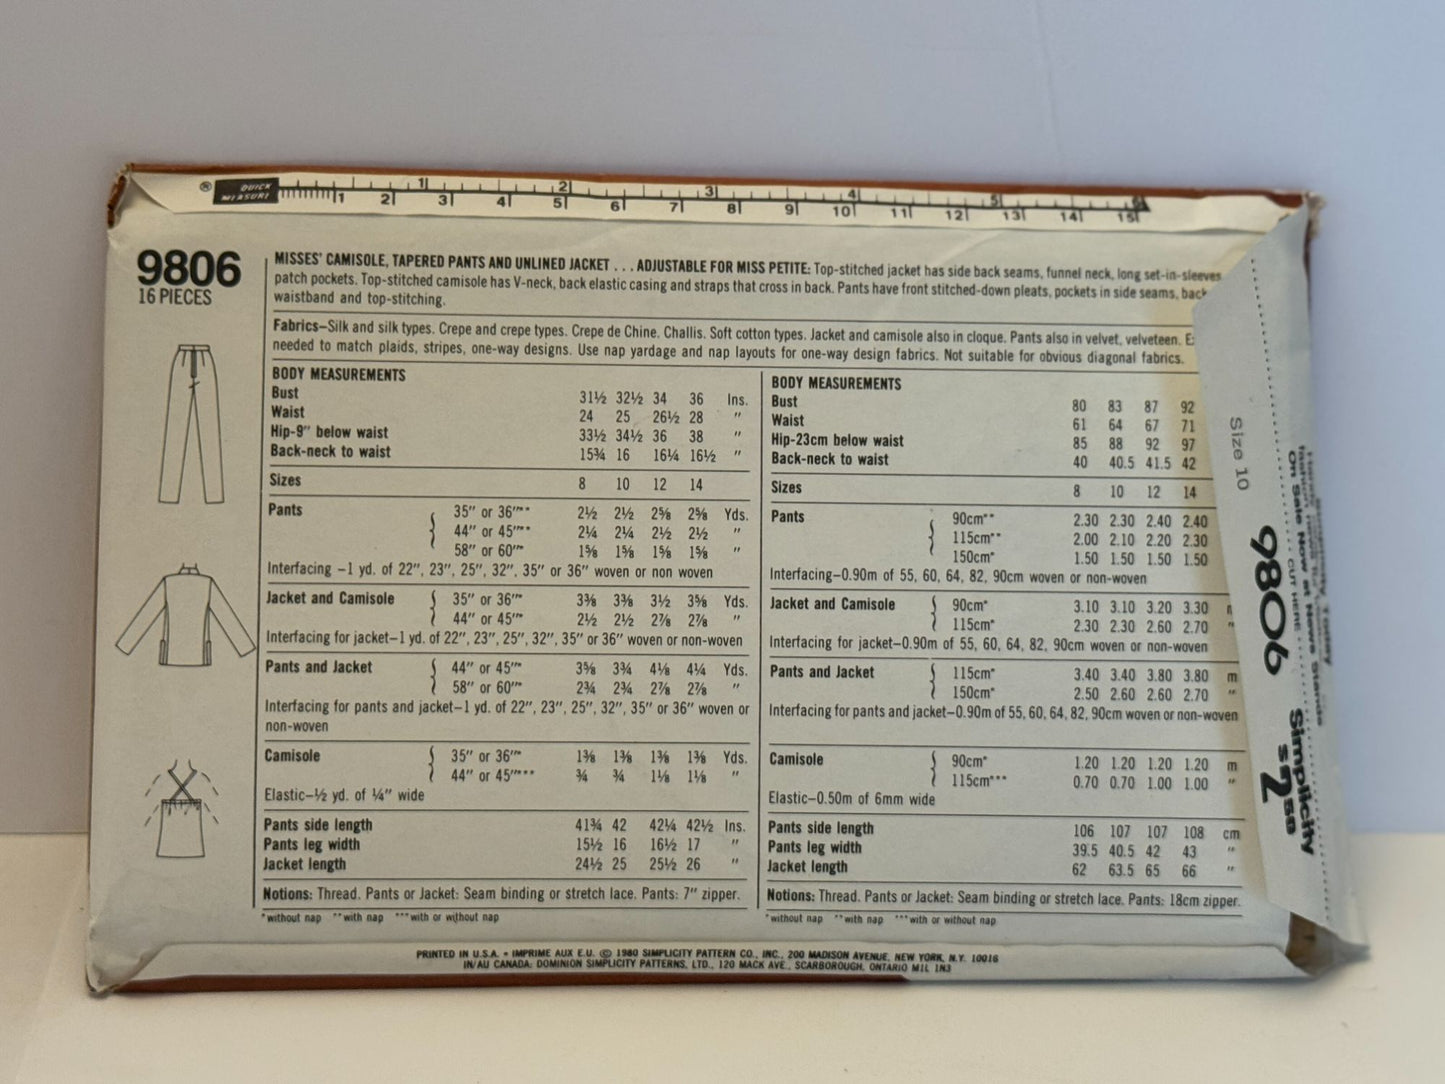 ® QUICK MEASURE 1 2 3 4 5
1 2 3 4 5 6 7 8 9 10 11 12 13 14 15
9806
16 PIECES
MISSES' CAMISOLE, TAPERED PANTS AND UNLINED JACKET . . . ADJUSTABLE FOR MISS PETITE: Top-stitched jacket has side back seams, funnel neck, long set-in-sleeves
patch pockets. Top-stitched camisole has V-neck, back elastic casing and straps that cross in back. Pants have front stitched-down pleats, pockets in side seams, back
waistband and top-stitching.
Fabrics–Silk and silk types. Crepe and crepe types. Crepe de Chine. Challis. Soft cotton types. Jacket and camisole also in cloque. Pants also in velvet, velveteen.
needed to match plaids, stripes, one-way designs. Use nap yardage and nap layouts for one-way design fabrics. Not suitable for obvious diagonal fabrics.
BODY MEASUREMENTS
Bust 31½ 32½ 34 36 Ins.
Waist 24 25 26½ 28 "
Hip-9" below waist 33½ 34½ 36 38 "
Back-neck to waist 15¾ 16 16¼ 16½ "
Sizes 8 10 12 14
Pants { 35" or 36"** 2½ 2½ 2⅝ 2⅝ Yds.
44" or 45"** 2¼ 2¼ 2½ 2½ "
58" or 60"* 1⅝ 1⅝ 1⅝ 1⅝ "
Interfacing –1 yd. of 22", 23", 25", 32", 35" or 36" woven or non woven
Jacket and Camisole { 35" or 36"* 3⅜ 3⅜ 3½ 3⅝ Yds.
44" or 45"* 2½ 2½ 2⅞ 2⅞ "
Interfacing for jacket–1 yd. of 22", 23", 25", 32", 35" or 36" woven or non-woven
Pants and Jacket { 44" or 45"* 3⅝ 3¾ 4⅛ 4¼ Yds.
58" or 60"* 2¾ 2¾ 2⅞ 2⅞ "
Interfacing for pants and jacket–1 yd. of 22", 23", 25", 32", 35" or 36" woven or
non-woven
Camisole { 35" or 36"* 1⅜ 1⅜ 1⅜ 1⅜ Yds.
44" or 45"*** ¾ ¾ 1⅛ 1⅛ "
Elastic–½ yd. of ¼" wide
Pants side length 41¾ 42 42¼ 42½ Ins.
Pants leg width 15½ 16 16½ 17 "
Jacket length 24½ 25 25½ 26 "
Notions: Thread. Pants or Jacket: Seam binding or stretch lace. Pants: 7" zipper.
*without nap **with nap ***with or without nap
BODY MEASUREMENTS
Bust 80 83 87 92
Waist 61 64 67 71
Hip-23cm below waist 85 88 92 97
Back-neck to waist 40 40.5 41.5 42
Sizes 8 10 12 14
Pants { 90cm** 2.30 2.30 2.40 2.40
115cm** 2.00 2.10 2.20 2.30
150cm* 1.50 1.50 1.50 1.50
Interfacing–0.90m of 55, 60, 64, 82, 90cm woven or non-woven
Jacket and Camisole { 90cm* 3.10 3.10 3.20 3.30
115cm* 2.30 2.30 2.60 2.70 "
Interfacing for jacket–0.90m of 55, 60, 64, 82, 90cm woven or non-woven
Pants and Jacket { 115cm* 3.40 3.40 3.80 3.80 m
150cm* 2.50 2.60 2.60 2.70 "
Interfacing for pants and jacket–0.90m of 55, 60, 64, 82, 90cm woven or non-woven
Camisole { 90cm* 1.20 1.20 1.20 1.20 m
115cm*** 0.70 0.70 1.00 1.00 "
Elastic–0.50m of 6mm wide
Pants side length 106 107 107 108 cm
Pants leg width 39.5 40.5 42 43 "
Jacket length 62 63.5 65 66 "
Notions: Thread. Pants or Jacket: Seam binding or stretch lace. Pants: 18cm zipper.
*without nap **with nap ***with or without nap
PRINTED IN U.S.A. • IMPRIME AUX E.U. © 1980 SIMPLICITY PATTERN CO., INC., 200 MADISON AVENUE, NEW YORK, N.Y. 10016
IN/AU CANADA: DOMINION SIMPLICITY PATTERNS, LTD., 120 MACK AVE., SCARBOROUGH, ONTARIO M1L 1N3
Size 10
9806 Simplicity
$2.50
CUT HERE
On Sale Now at News Stands
Today